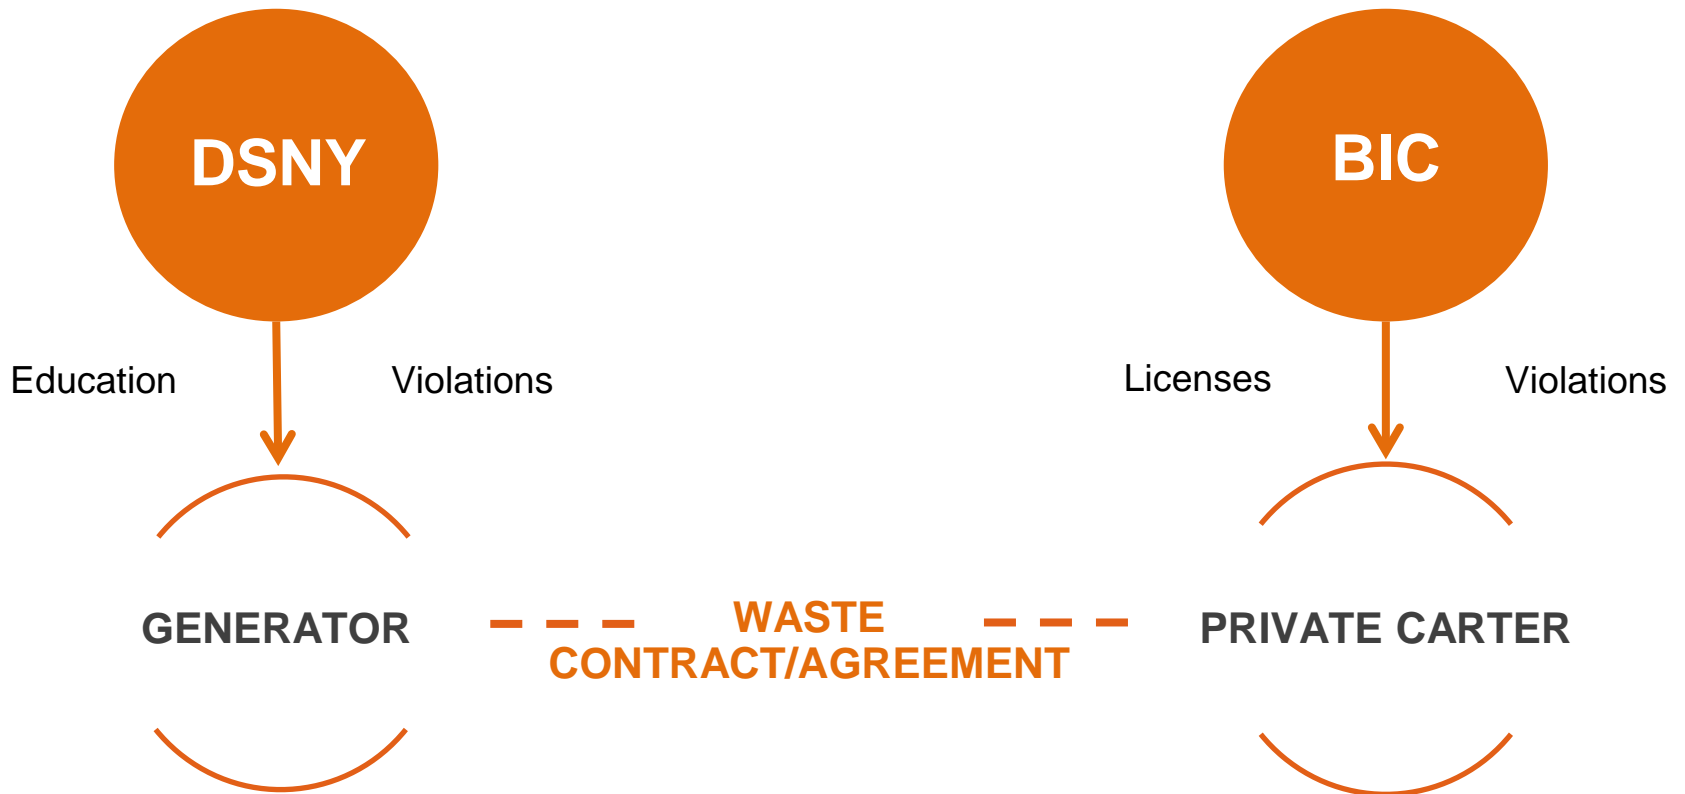 DSNY
BIC
Education
Violations
Licenses
Violations
GENERATOR
WASTE
CONTRACT/AGREEMENT
PRIVATE CARTER